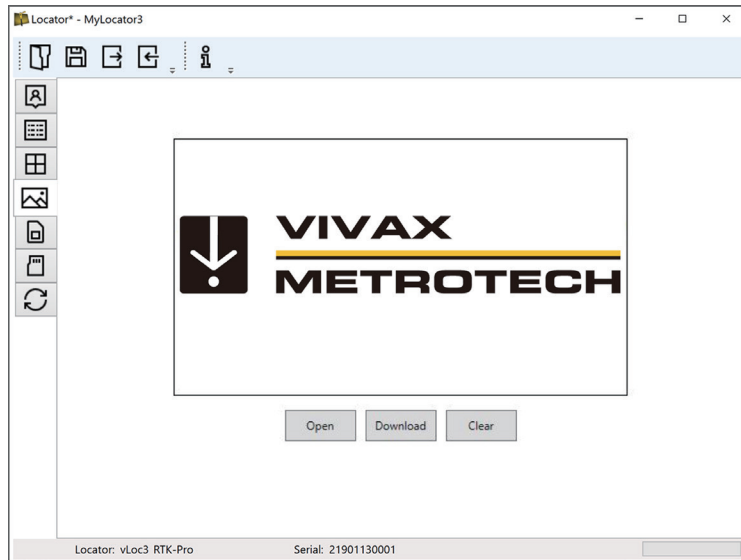 Locator* - MyLocator3
VIVAX
METROTECH
Open Download Clear
Locator: vLoc3 RTK-Pro Serial: 21901130001